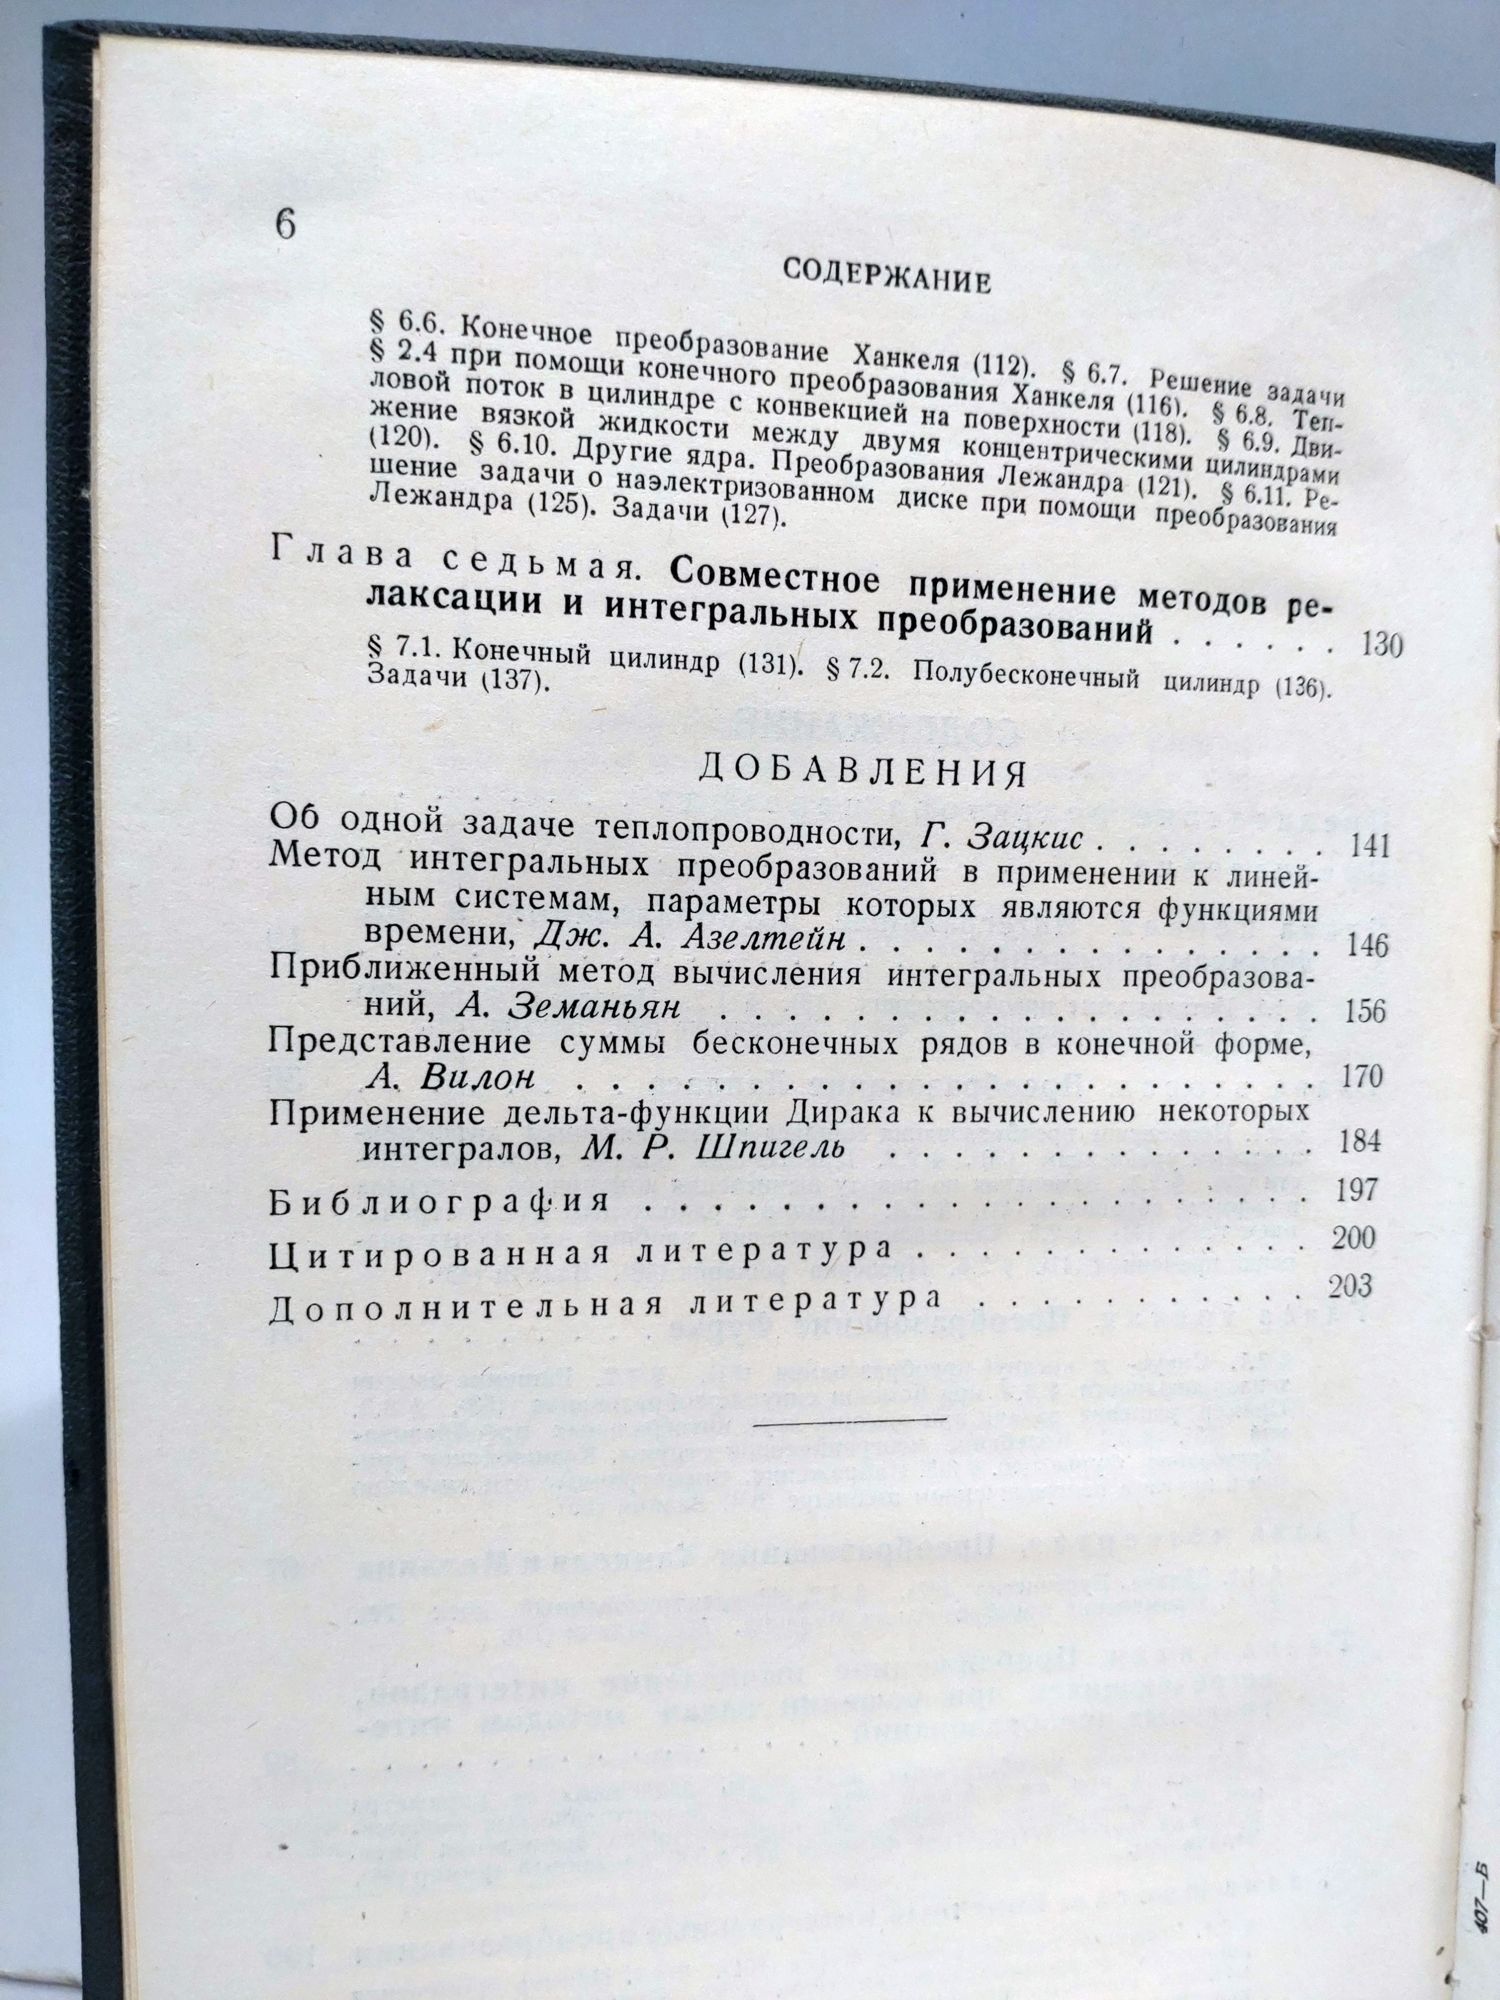 6
СОДЕРЖАНИЕ
§ 6.6. Конечное преобразование Ханкеля (112). § 6.7. Решение задачи
§ 2.4 при помощи конечного преобразования Ханкеля (116). § 6.8. Теп-
ловой поток в цилиндре с конвекцией на поверхности (118). § 6.9. Дви-
жение вязкой жидкости между двумя концентрическими цилиндрами
(120). § 6.10. Другие ядра. Преобразования Лежандра (121). § 6.11. Ре-
шение задачи о наэлектризованном диске при помощи преобразования
Лежандра (125). Задачи (127).
Глава седьмая. Совместное применение методов ре-
лаксации и интегральных преобразований . . . . . . 130
§ 7.1. Конечный цилиндр (131). § 7.2. Полубесконечный цилиндр (136).
Задачи (137).
ДОБАВЛЕНИЯ
Об одной задаче теплопроводности, Г. Зацкис . . . . . . . . 141
Метод интегральных преобразований в применении к линей-
ным системам, параметры которых являются функциями
времени, Дж. А. Азелтейн . . . . . . . . . . . . . . . 146
Приближенный метод вычисления интегральных преобразова-
ний, А. Земаньян . . . . . . . . . . . . . . . . . . . 156
Представление суммы бесконечных рядов в конечной форме,
А. Вилон . . . . . . . . . . . . . . . . . . . . . . . 170
Применение дельта-функции Дирака к вычислению некоторых
интегралов, М. Р. Шпигель . . . . . . . . . . . . . . 184
Библиография . . . . . . . . . . . . . . . . . . . . 197
Цитированная литература . . . . . . . . . . . . . 200
Дополнительная литература . . . . . . . . . . . 203
407—Б